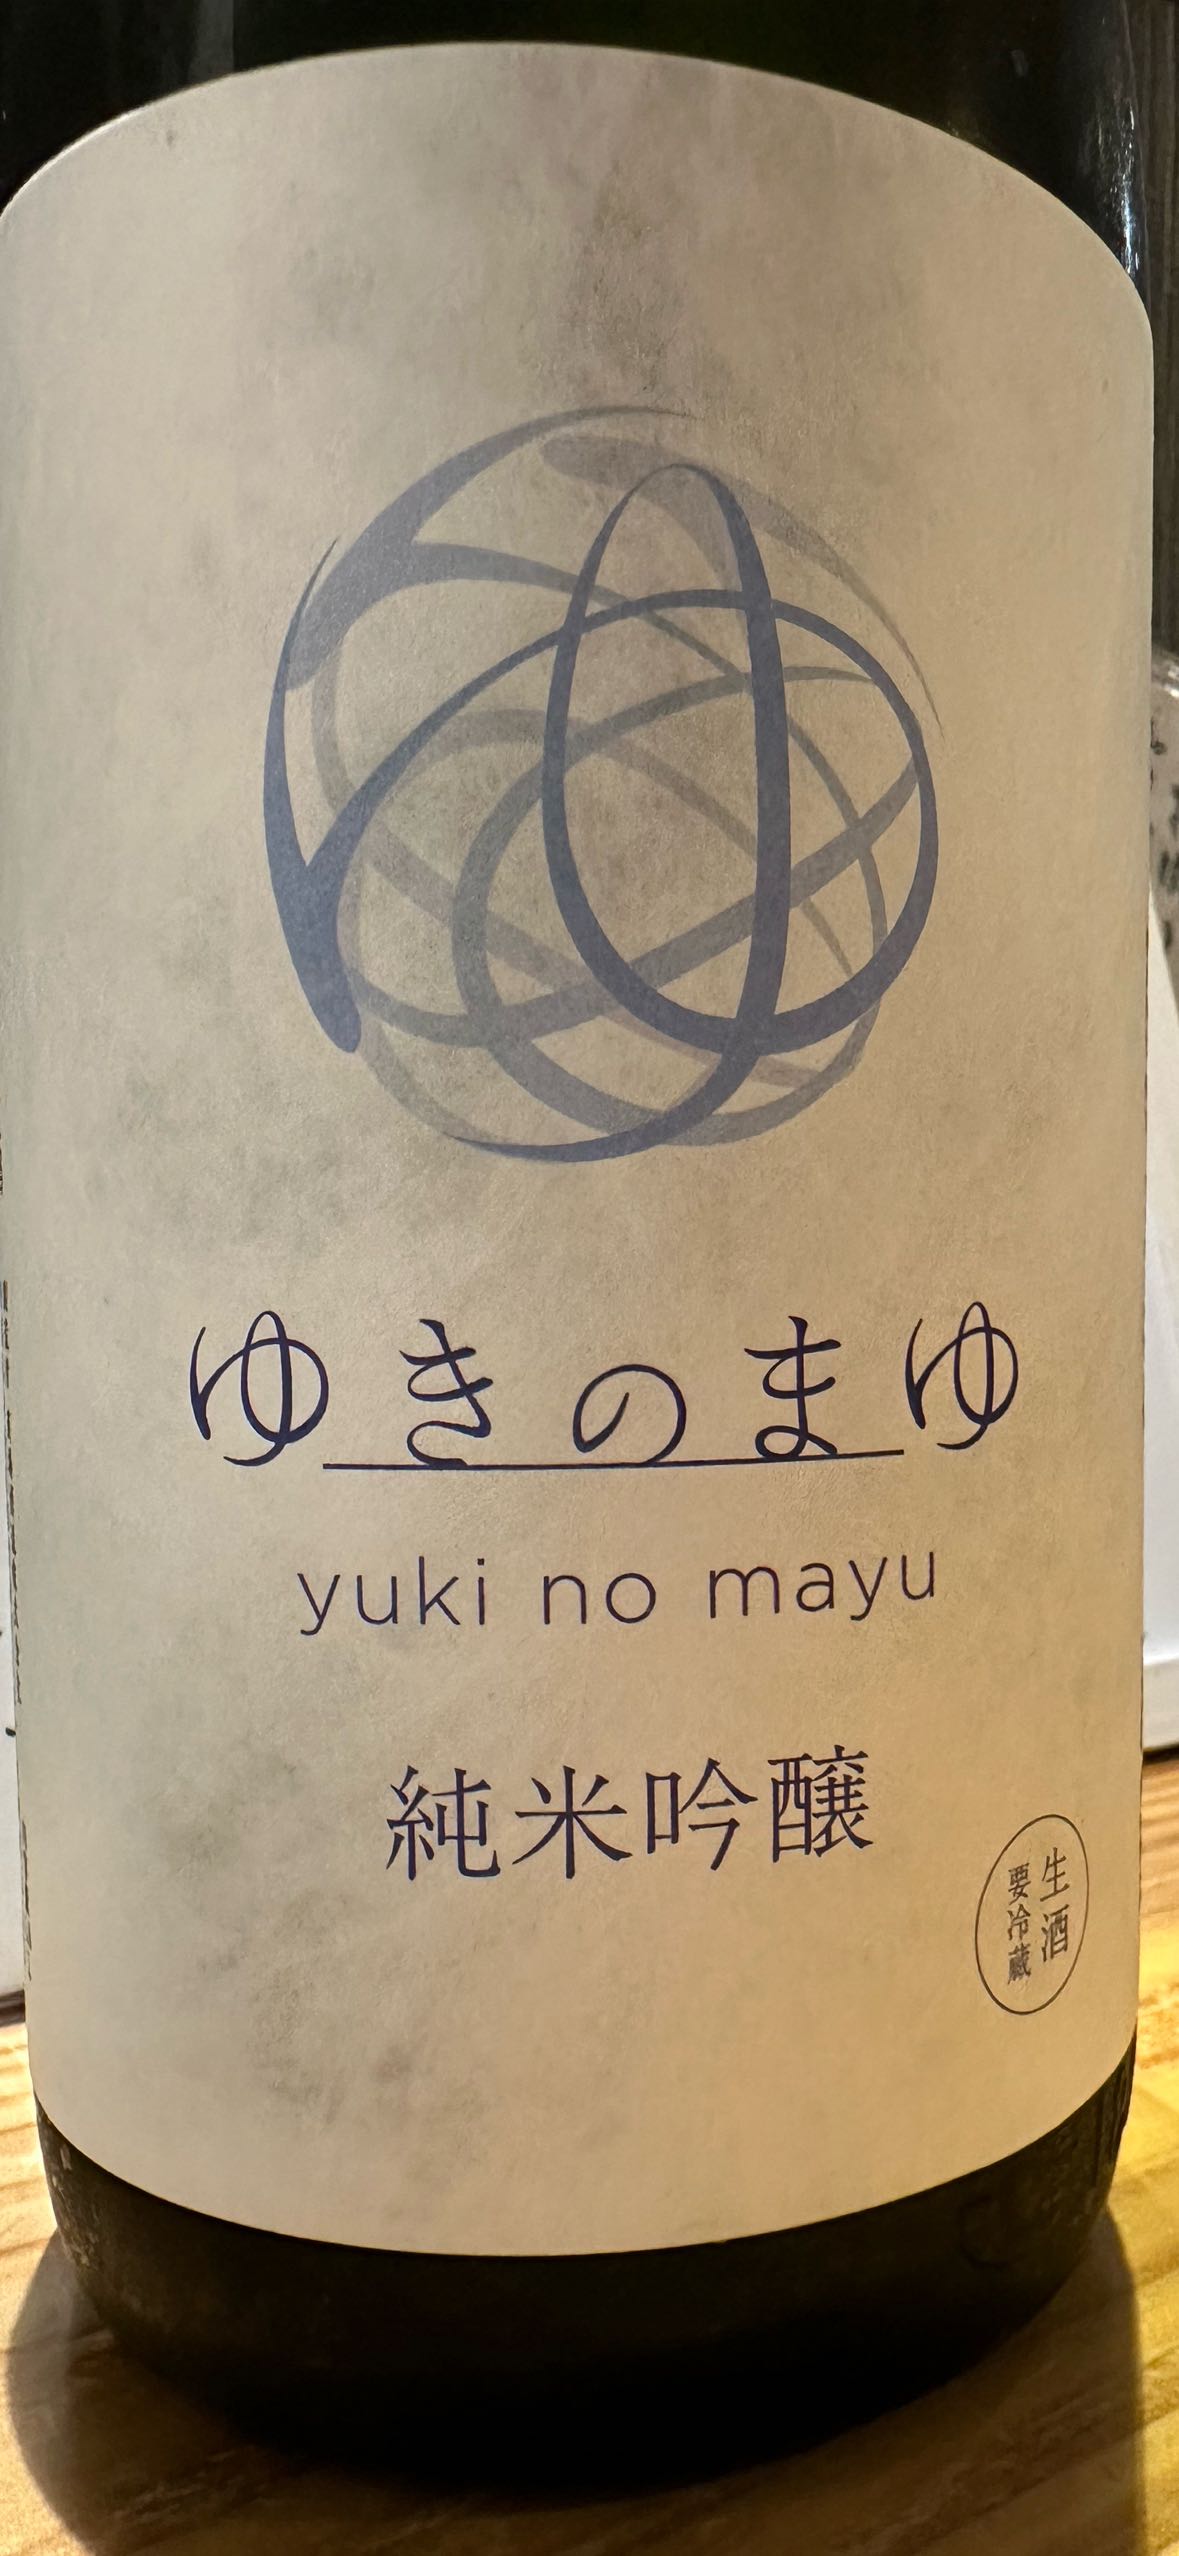 ゆきのまゆ
yuki no mayu
純米吟醸
生酒
要冷蔵